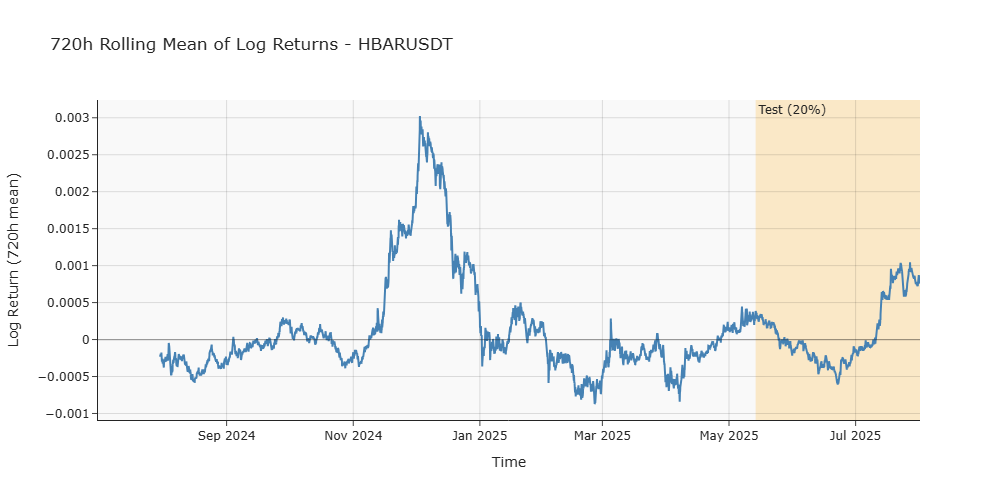 720h Rolling Mean of Log Returns - HBARUSDT
Test (20%)
0.003
0.0025
0.002
0.0015
0.001
0.0005
0
−0.0005
−0.001
Log Return (720h mean)
Sep 2024
Nov 2024
Jan 2025
Mar 2025
May 2025
Jul 2025
Time